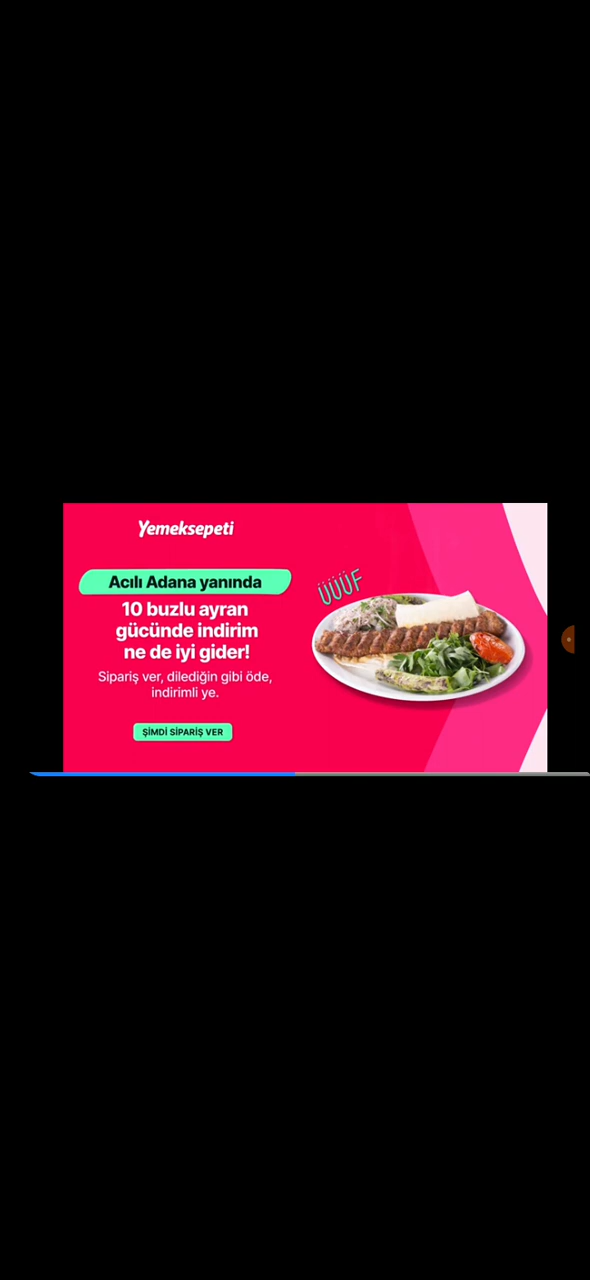 Yemeksepeti
Acılı Adana yanında
10 buzlu ayran
gücünde indirim
ne de iyi gider!
Sipariş ver, dilediğin gibi öde,
indirimli ye.
ŞİMDİ SİPARİŞ VER
ÜÜÜF